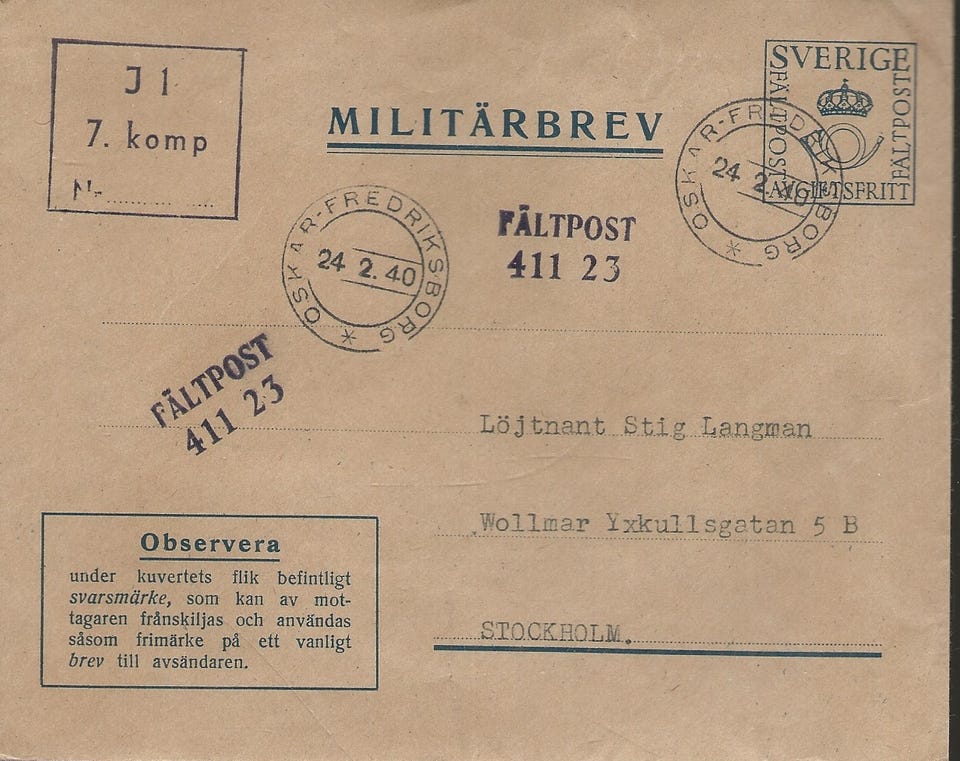 J 1
7. komp
N-
MILITÄRBREV
SVERIGE
FÄLTPOST
FÄLTPOST
AVGIFTSFRITT
OSKAR-FREDRIKSBORG
24 2. 40
OSKAR-FREDRIKSBORG
24 2. 40
FÄLTPOST
411 23
FÄLTPOST
411 23
Löjtnant Stig Langman
Wollmar Yxkullsgatan 5 B
STOCKHOLM.
Observera
under kuvertets flik befintligt
svarsmärke, som kan av mot-
tagaren frånskiljas och användas
såsom frimärke på ett vanligt
brev till avsändaren.